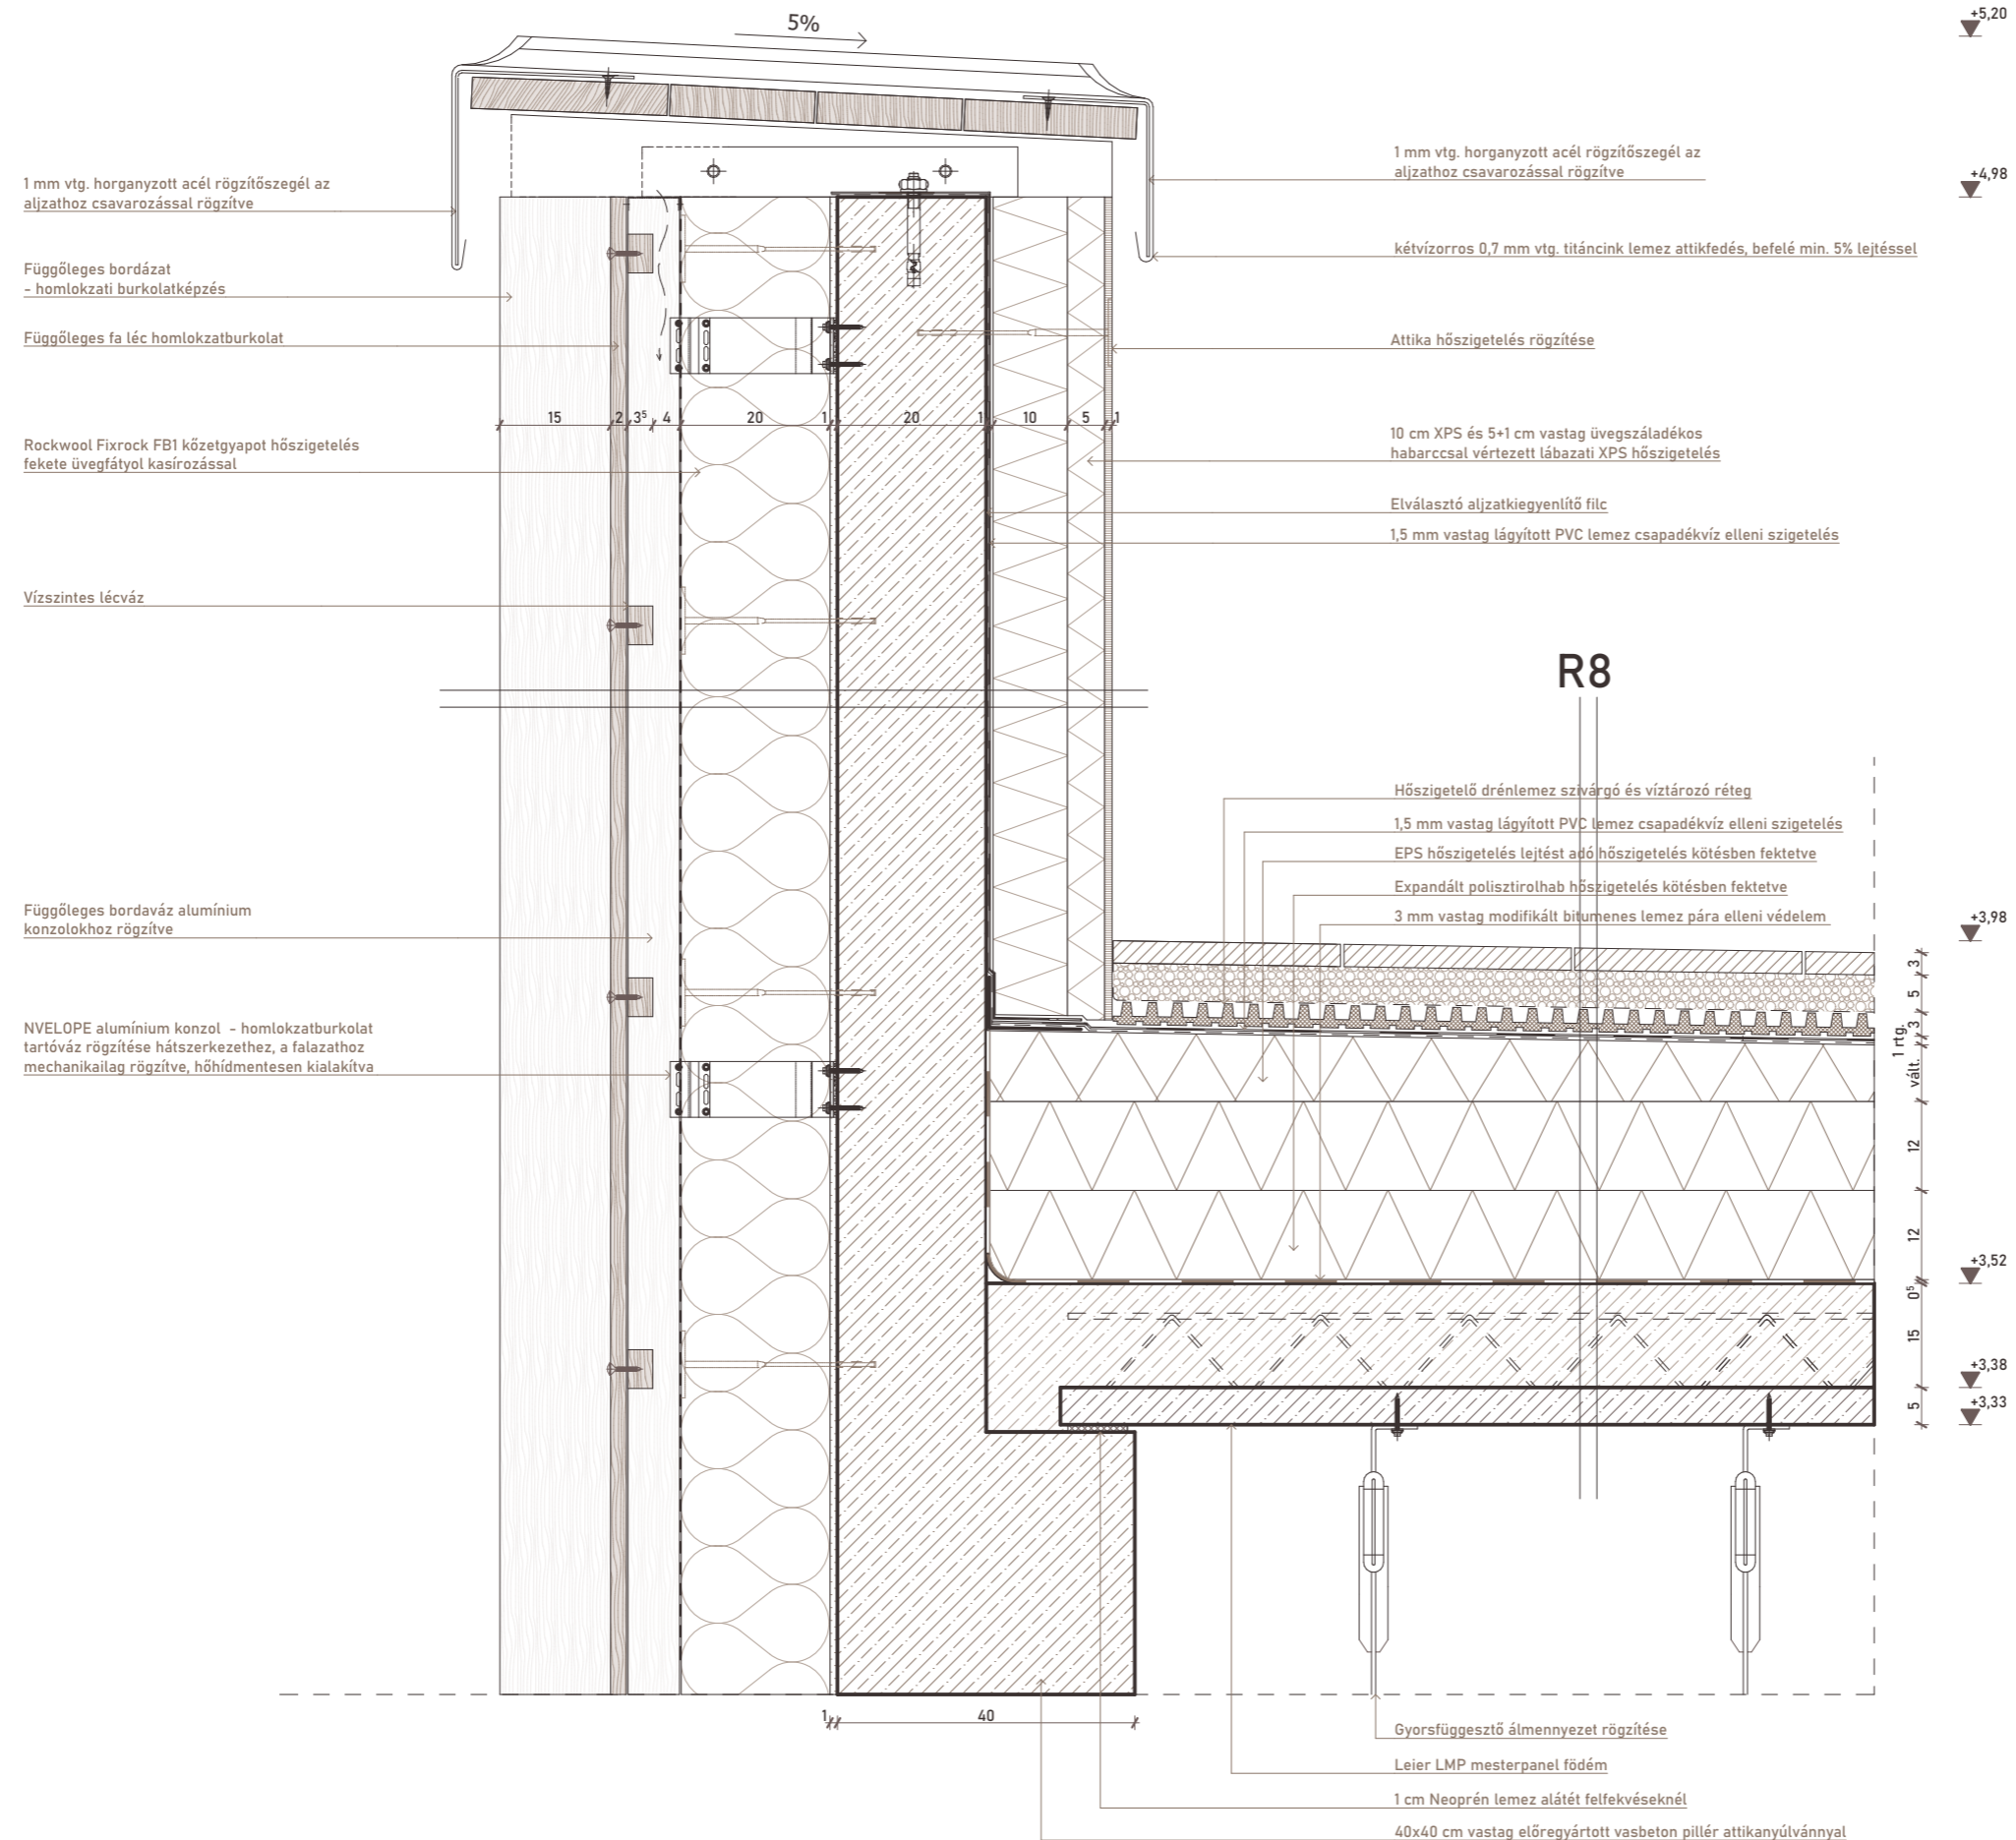 5%
+5,20
1 mm vtg. horganyzott acél rögzítőszegél az
aljzathoz csavarozással rögzítve
Függőleges bordázat
- homlokzati burkolatképzés
Függőleges fa léc homlokzatburkolat
1 mm vtg. horganyzott acél rögzítőszegél az
aljzathoz csavarozással rögzítve
+4,98
kétvízorros 0,7 mm vtg. titáncink lemez attikfedés, befelé min. 5% lejtéssel
Attika hőszigetelés rögzítése
15 2 3⁵ 4 20 1 20 1 10 5 1
Rockwool Fixrock FB1 kőzetgyapot hőszigetelés
fekete üvegfátyol kasírozással
10 cm XPS és 5+1 cm vastag üvegszáladékos
habarccsal vértezett lábazati XPS hőszigetelés
Elválasztó aljzatkiegyenlítő filc
1,5 mm vastag lágyított PVC lemez csapadékvíz elleni szigetelés
Vízszintes lécváz
R8
Hőszigetelő drénlemez szivárgó és víztározó réteg
1,5 mm vastag lágyított PVC lemez csapadékvíz elleni szigetelés
EPS hőszigetelés lejtést adó hőszigetelés kötésben fektetve
Expandált polisztirolhab hőszigetelés kötésben fektetve
3 mm vastag modifikált bitumenes lemez pára elleni védelem
Függőleges bordaváz alumínium
konzolokhoz rögzítve
NVELOPE alumínium konzol - homlokzatburkolat
tartóváz rögzítése hátszerkezethez, a falazathoz
mechanikailag rögzítve, hőhídmentesen kialakítva
+3,98
3
5
3
1 rtg.
vált.
12
12
+3,52
0⁵
15
+3,38
5
+3,33
1 40
Gyorsfüggesztő álmennyezet rögzítése
Leier LMP mesterpanel födém
1 cm Neoprén lemez alátét felfekvéseknél
40x40 cm vastag előregyártott vasbeton pillér attikanyúlvánnyal